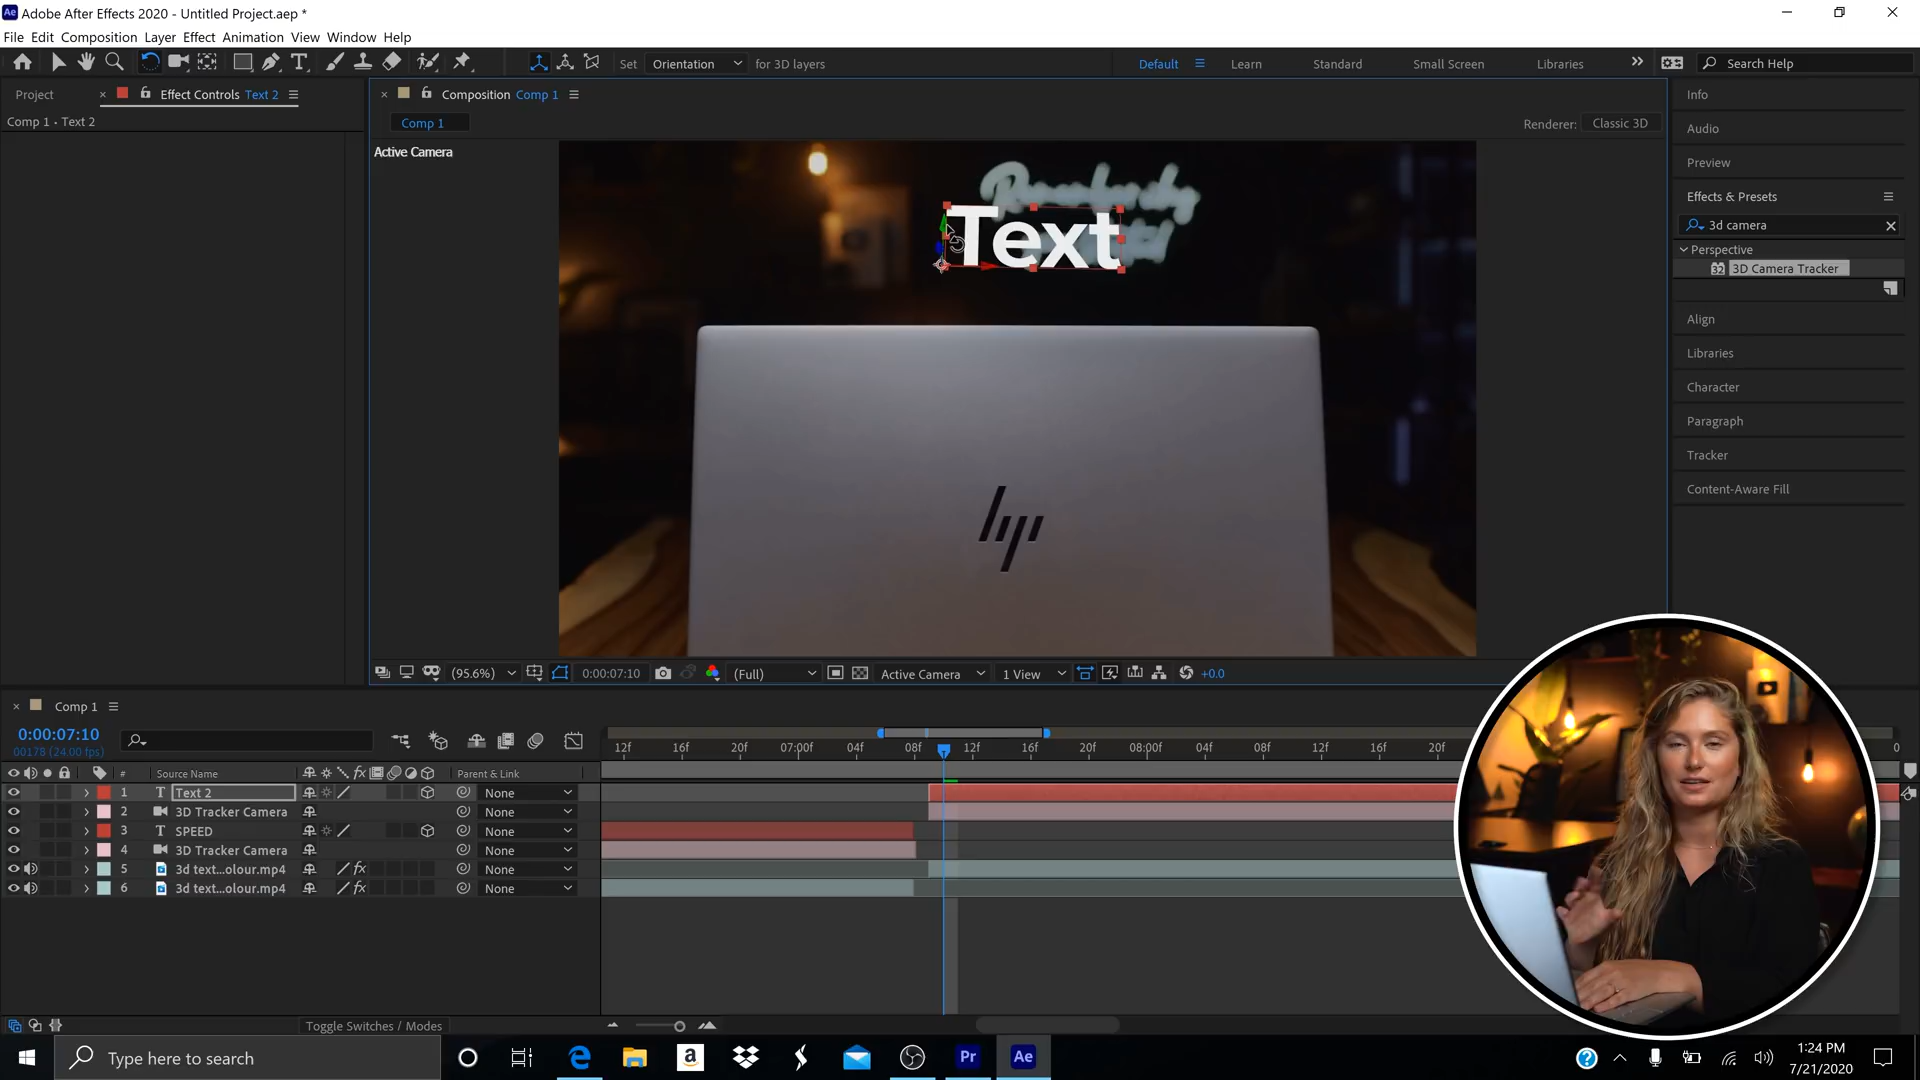 Adobe After Effects 2020 - Untitled Project.aep *
File Edit Composition Layer Effect Animation View Window Help
Set Orientation for 3D layers
Default Learn Standard Small Screen Libraries
Search Help
Project
Effect Controls Text 2
Composition Comp 1
Comp 1 • Text 2
Comp 1
Renderer: Classic 3D
Active Camera
Text
hp
Info
Audio
Preview
Effects & Presets
3d camera
Perspective
32 3D Camera Tracker
Align
Libraries
Character
Paragraph
Tracker
Content-Aware Fill
(95.6%) 0:00:07:10 (Full) Active Camera 1 View +0.0
Comp 1
0:00:07:10
00178 (24.00 fps)
12f 16f 20f 07:00f 04f 08f 12f 16f 20f 08:00f 04f 08f 12f 16f 20f 0
# Source Name fx Parent & Link
1 T Text 2 None
2 3D Tracker Camera None
3 T SPEED None
4 3D Tracker Camera None
5 3d text...olour.mp4 fx None
6 3d text...olour.mp4 fx None
Toggle Switches / Modes
Type here to search
a
Pr
Ae
1:24 PM
7/21/2020